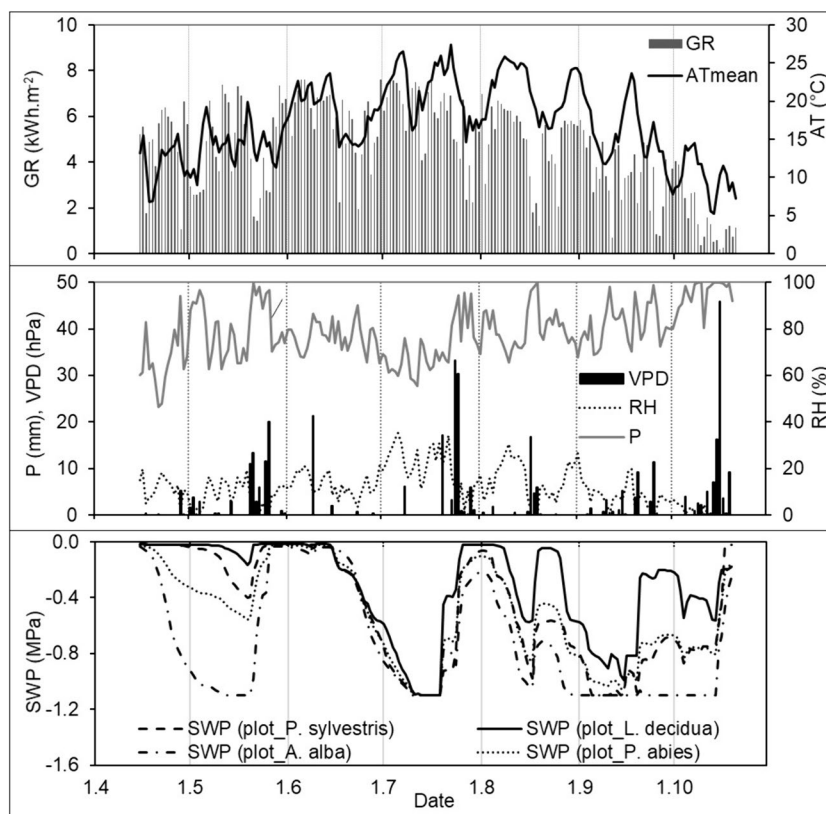 10
8
6
4
2
0
GR (kWh.m⁻²)
GR
ATmean
30
25
20
15
10
5
0
AT (°C)
50
40
30
20
10
0
P (mm), VPD (hPa)
VPD
RH
P
100
80
60
40
20
0
RH (%)
0.0
-0.4
-0.8
-1.2
-1.6
SWP (MPa)
SWP (plot_P. sylvestris)
SWP (plot_L. decidua)
SWP (plot_A. alba)
SWP (plot_P. abies)
1.4 1.5 1.6 1.7 1.8 1.9 1.10
Date